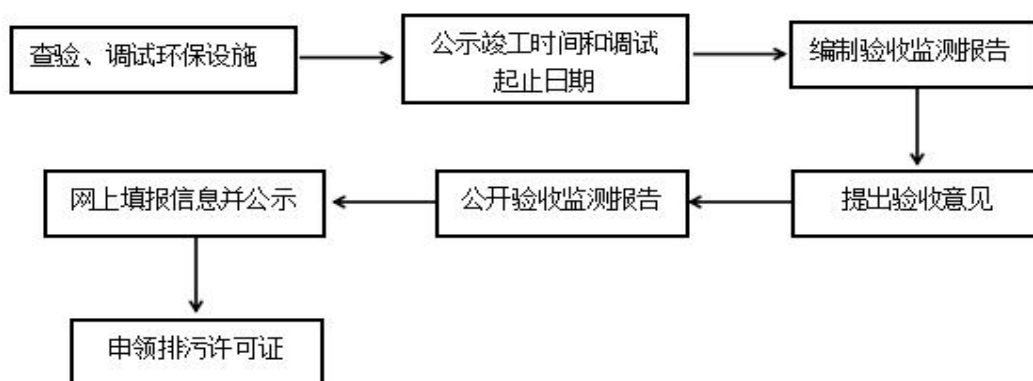 查验、调试环保设施
公示竣工时间和调试
起止日期
编制验收监测报告
提出验收意见
公开验收监测报告
网上填报信息并公示
申领排污许可证